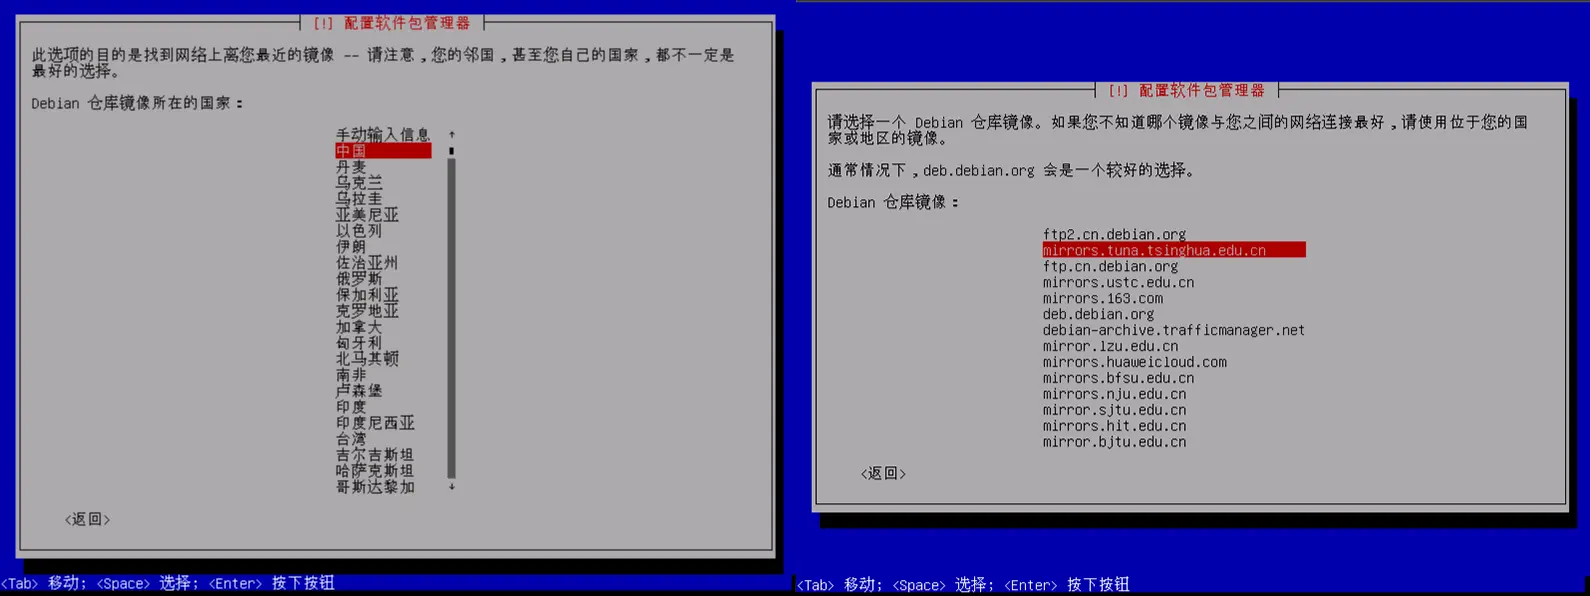 [!] 配置软件包管理器
此选项的目的是找到网络上离您最近的镜像 -- 请注意,您的邻国,甚至您自己的国家,都不一定是
最好的选择。
Debian 仓库镜像所在的国家:
手动输入信息
中国
丹麦
乌克兰
乌拉圭
亚美尼亚
以色列
伊朗
佐治亚州
俄罗斯
保加利亚
克罗地亚
加拿大
匈牙利
北马其顿
南非
卢森堡
印度
印度尼西亚
台湾
吉尔吉斯坦
哈萨克斯坦
哥斯达黎加
<返回>
<Tab> 移动; <Space> 选择; <Enter> 按下按钮
[!] 配置软件包管理器
请选择一个 Debian 仓库镜像。如果您不知道哪个镜像与您之间的网络连接最好,请使用位于您的国
家或地区的镜像。
通常情况下,deb.debian.org 会是一个较好的选择。
Debian 仓库镜像:
ftp2.cn.debian.org
mirrors.tuna.tsinghua.edu.cn
ftp.cn.debian.org
mirrors.ustc.edu.cn
mirrors.163.com
deb.debian.org
debian-archive.trafficmanager.net
mirror.lzu.edu.cn
mirrors.huaweicloud.com
mirrors.bfsu.edu.cn
mirrors.nju.edu.cn
mirror.sjtu.edu.cn
mirrors.hit.edu.cn
mirror.bjtu.edu.cn
<返回>
<Tab> 移动; <Space> 选择; <Enter> 按下按钮